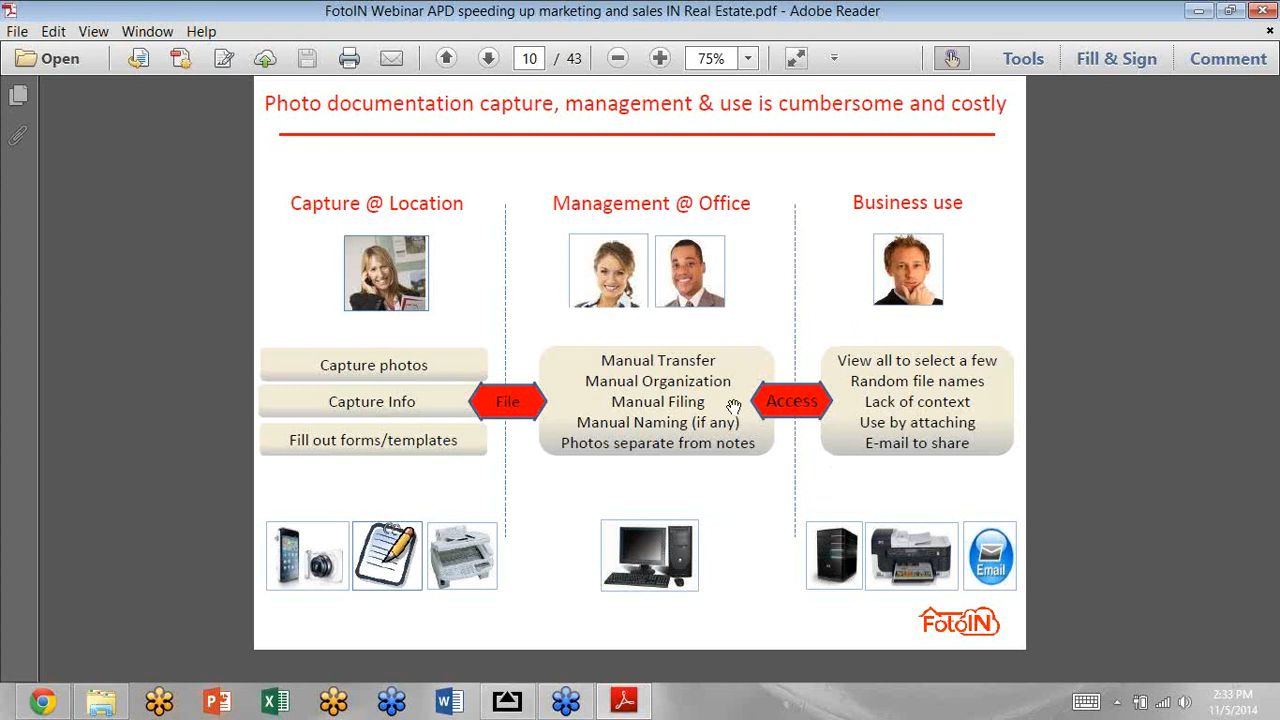 FotoIN Webinar APD speeding up marketing and sales IN Real Estate.pdf - Adobe Reader
File Edit View Window Help
Open 10 / 43 75% Tools Fill & Sign Comment
Photo documentation capture, management & use is cumbersome and costly
Capture @ Location
Management @ Office
Business use
Capture photos
Capture Info
Fill out forms/templates
File
Manual Transfer
Manual Organization
Manual Filing
Manual Naming (if any)
Photos separate from notes
Access
View all to select a few
Random file names
Lack of context
Use by attaching
E-mail to share
Email
FotoIN
2:33 PM
11/5/2014